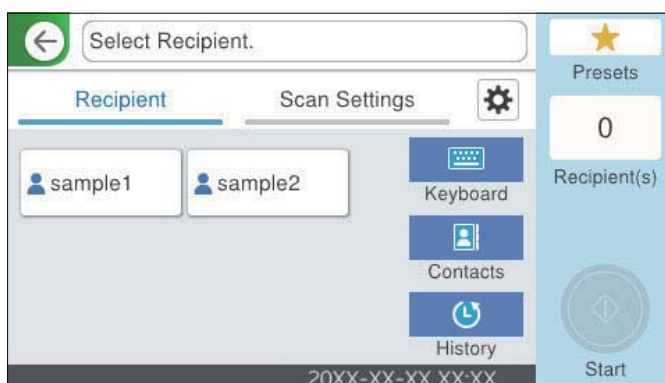 Select Recipient.
Presets
Recipient Scan Settings
0
Recipient(s)
sample1 sample2
Keyboard
Contacts
History
Start
20XX-XX-XX XX:XX